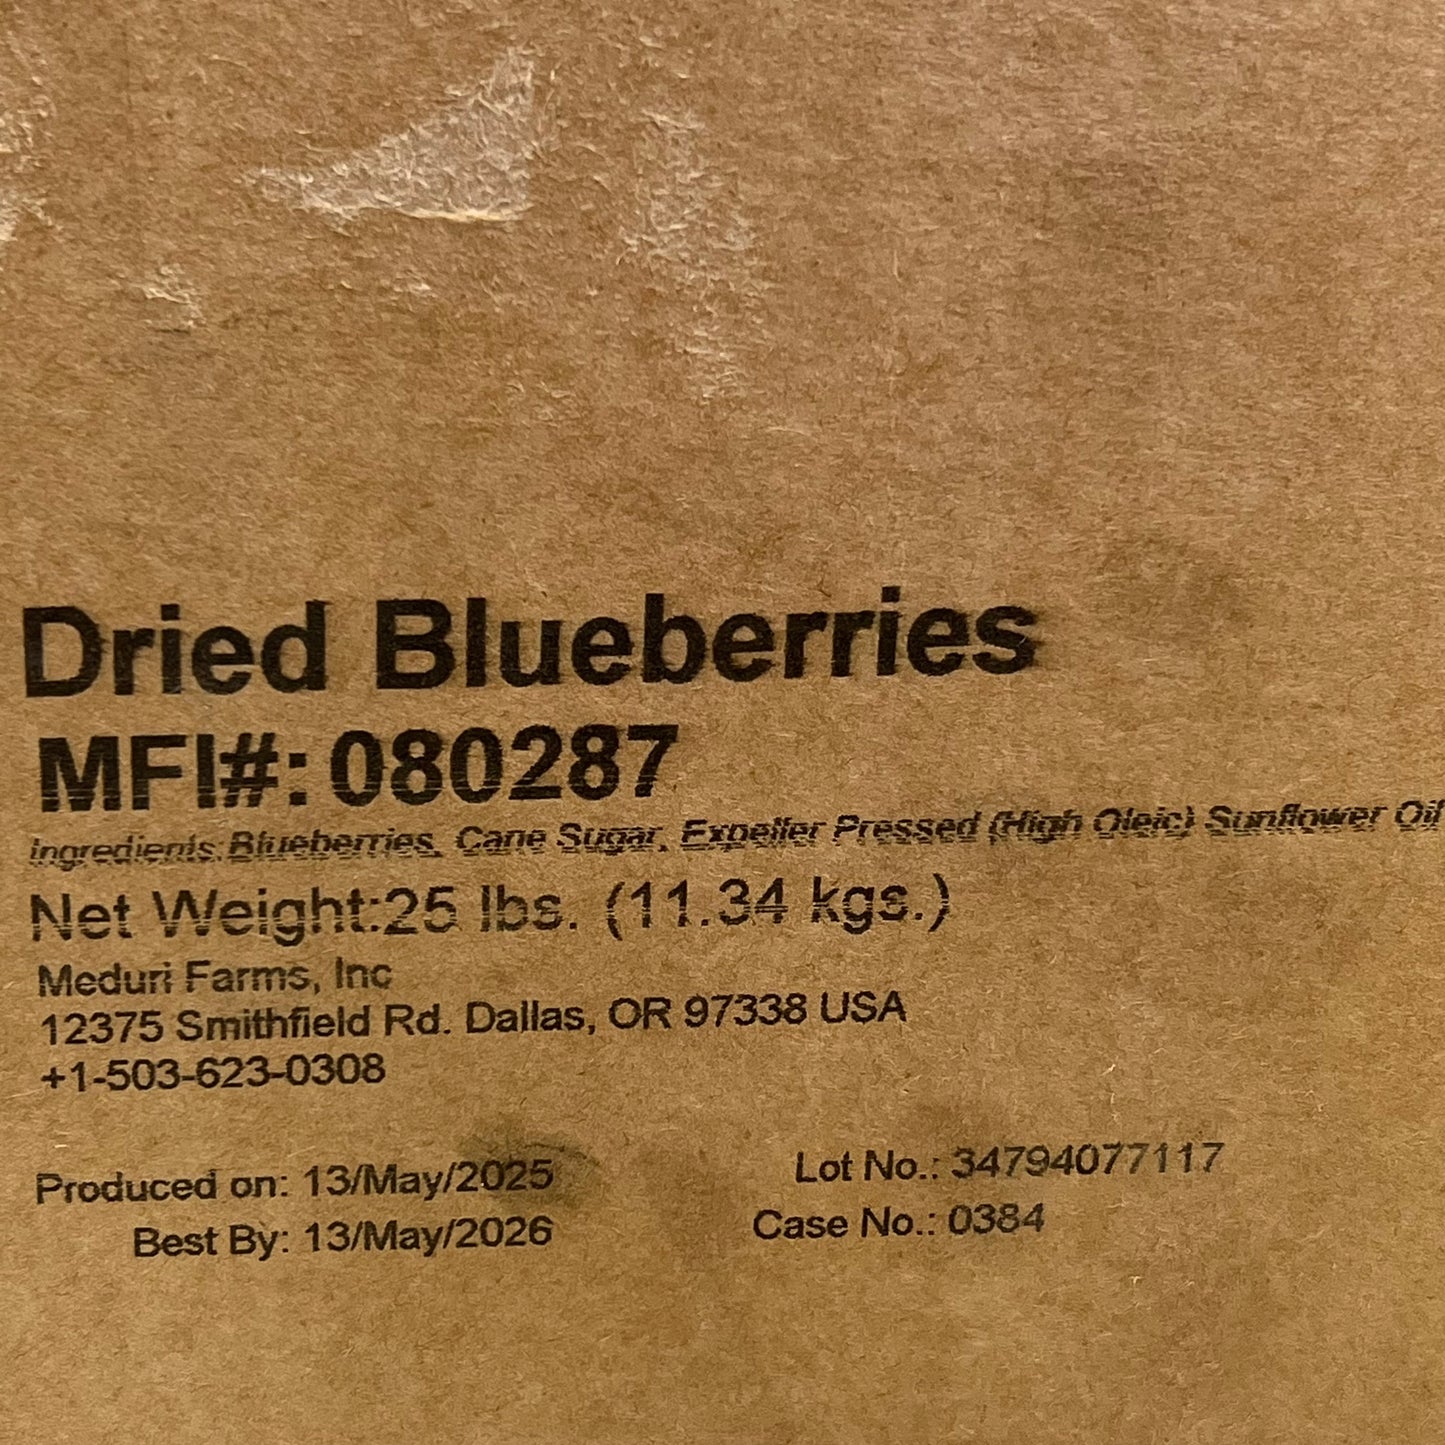 Dried Blueberries
MFI#: 080287
Ingredients: Blueberries, Cane Sugar, Expeller Pressed (High Oleic) Sunflower Oil
Net Weight:25 lbs. (11.34 kgs.)
Meduri Farms, Inc
12375 Smithfield Rd. Dallas, OR 97338 USA
+1-503-623-0308
Produced on: 13/May/2025 Lot No.: 34794077117
Best By: 13/May/2026 Case No.: 0384